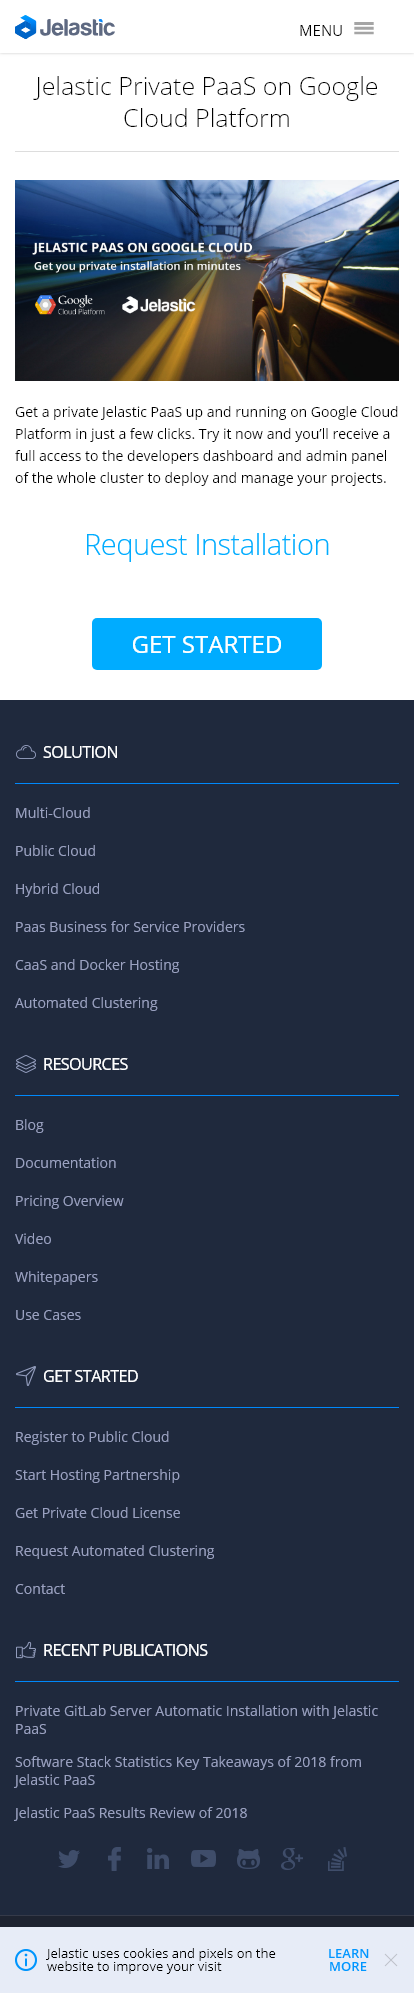 Jelastic
MENU
Jelastic Private PaaS on Google
Cloud Platform
JELASTIC PAAS ON GOOGLE CLOUD
Get you private installation in minutes
Google
Cloud Platform
Jelastic
Get a private Jelastic PaaS up and running on Google Cloud
Platform in just a few clicks. Try it now and you’ll receive a
full access to the developers dashboard and admin panel
of the whole cluster to deploy and manage your projects.
Request Installation
GET STARTED
SOLUTION
Multi-Cloud
Public Cloud
Hybrid Cloud
Paas Business for Service Providers
CaaS and Docker Hosting
Automated Clustering
RESOURCES
Blog
Documentation
Pricing Overview
Video
Whitepapers
Use Cases
GET STARTED
Register to Public Cloud
Start Hosting Partnership
Get Private Cloud License
Request Automated Clustering
Contact
RECENT PUBLICATIONS
Private GitLab Server Automatic Installation with Jelastic
PaaS
Software Stack Statistics Key Takeaways of 2018 from
Jelastic PaaS
Jelastic PaaS Results Review of 2018
Jelastic uses cookies and pixels on the
website to improve your visit
LEARN
MORE